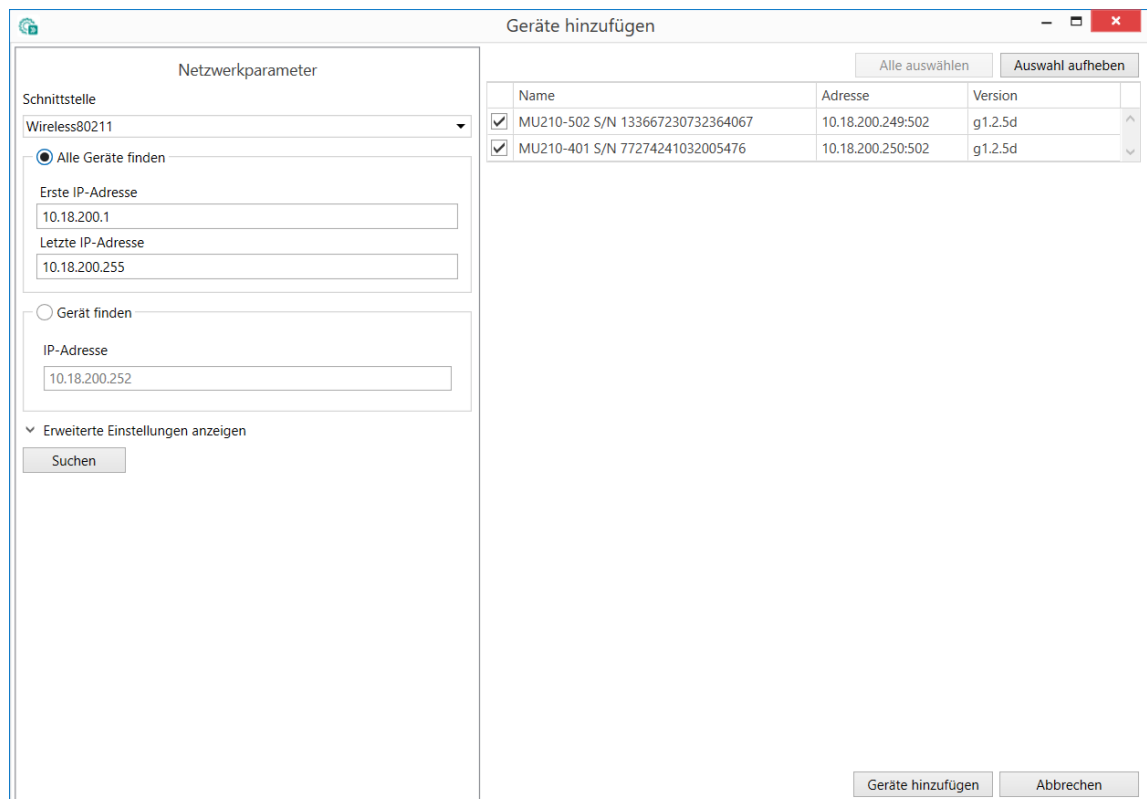 Geräte hinzufügen
Netzwerkparameter
Schnittstelle
Wireless80211
Alle Geräte finden
Erste IP-Adresse
10.18.200.1
Letzte IP-Adresse
10.18.200.255
Gerät finden
IP-Adresse
10.18.200.252
Erweiterte Einstellungen anzeigen
Suchen
Alle auswählen Auswahl aufheben
Name Adresse Version
MU210-502 S/N 133667230732364067 10.18.200.249:502 g1.2.5d
MU210-401 S/N 77274241032005476 10.18.200.250:502 g1.2.5d
Geräte hinzufügen Abbrechen